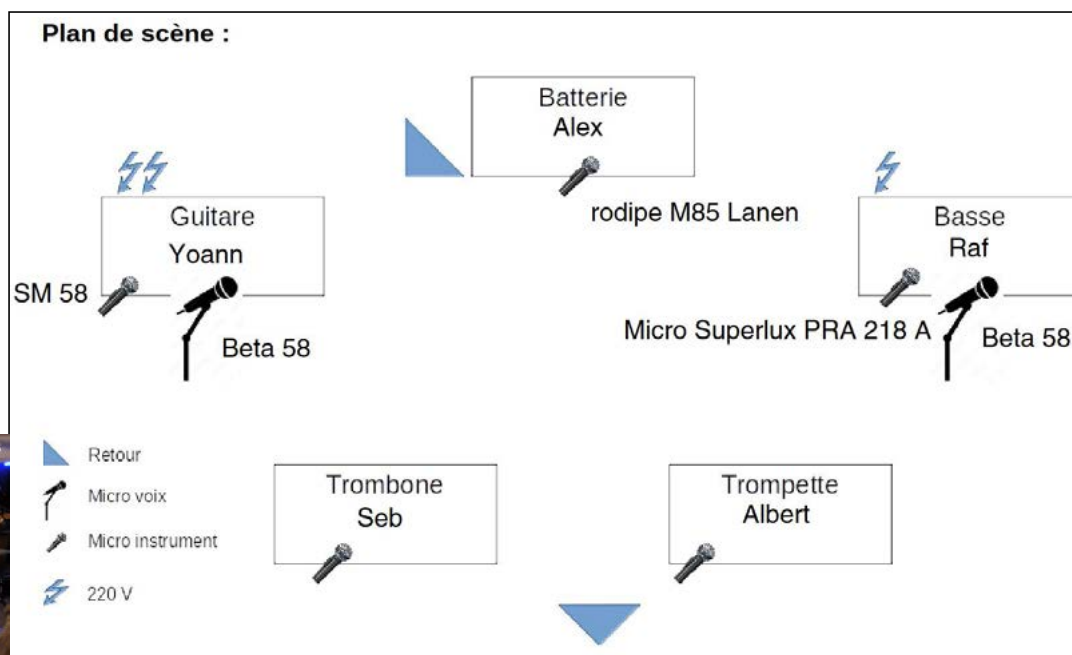 Plan de scène :
Batterie
Alex
rodipe M85 Lanen
Guitare
Yoann
SM 58
Beta 58
Basse
Raf
Micro Superlux PRA 218 A
Beta 58
Retour
Micro voix
Micro instrument
220 V
Trombone
Seb
Trompette
Albert